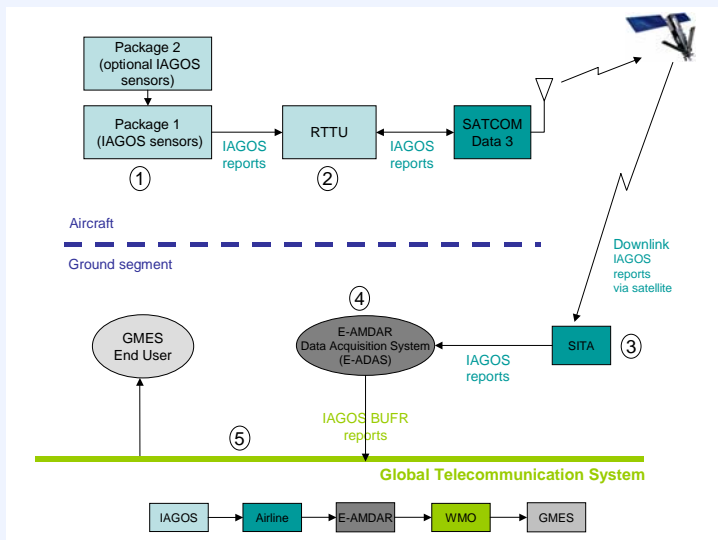 Package 2
(optional IAGOS
sensors)
Package 1
(IAGOS sensors)
IAGOS
reports
RTTU
IAGOS
reports
SATCOM
Data 3
1
2
Aircraft
Ground segment
Downlink
IAGOS
reports
via satellite
4
GMES
End User
E-AMDAR
Data Acquisition System
(E-ADAS)
IAGOS
reports
SITA
3
IAGOS BUFR
reports
5
Global Telecommunication System
IAGOS
Airline
E-AMDAR
WMO
GMES